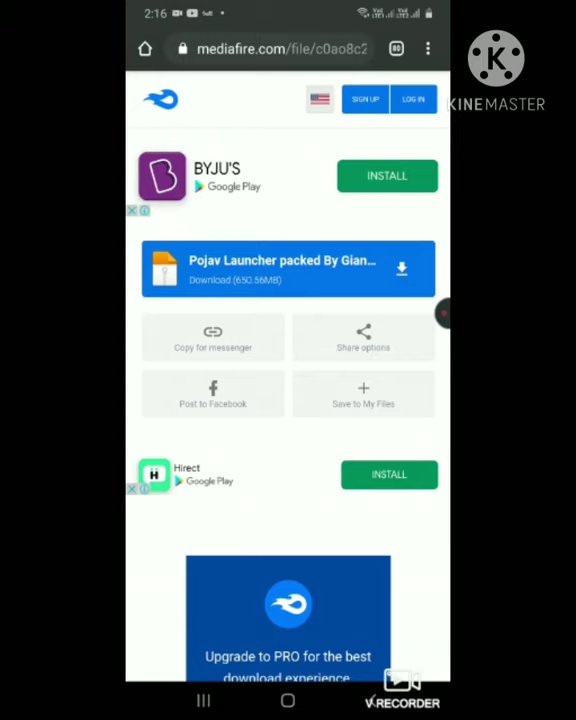 2:16
mediafire.com/file/c0ao8c2
KINEMASTER
SIGN UP
LOG IN
BYJU'S
Google Play
INSTALL
Pojav Launcher packed By Gian...
Download (650.56MB)
Copy for messenger
Share options
Post to Facebook
Save to My Files
Hirect
Google Play
INSTALL
Upgrade to PRO for the best
download experience
V RECORDER